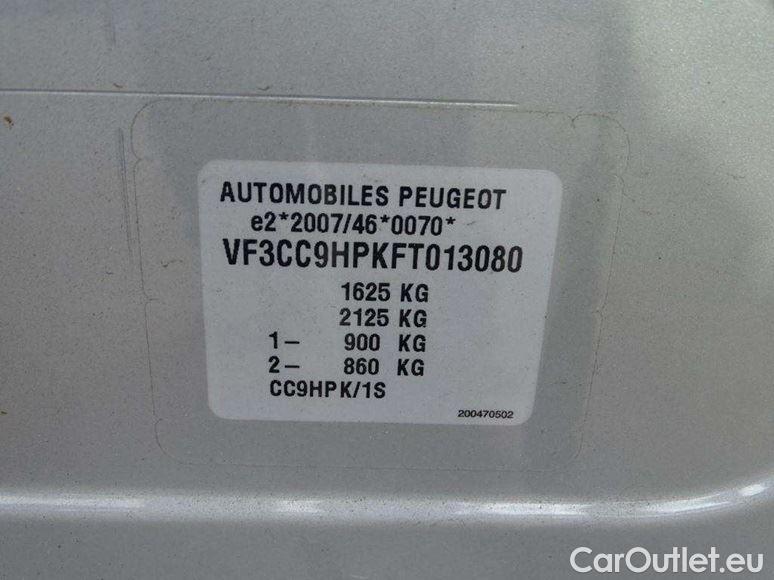 AUTOMOBILES PEUGEOT
e2*2007/46*0070*
VF3CC9HPKFT013080
1625 KG
2125 KG
1– 900 KG
2– 860 KG
CC9HPK/1S
200470502
CarOutlet.eu